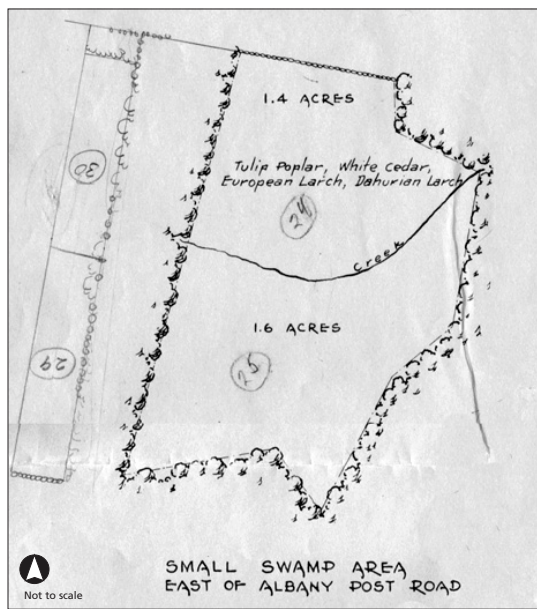 1.4 ACRES
Tulip Poplar, White Cedar,
European Larch, Dahurian Larch
30
24
Creek
1.6 ACRES
29
25
SMALL SWAMP AREA
EAST OF ALBANY POST ROAD
Not to scale